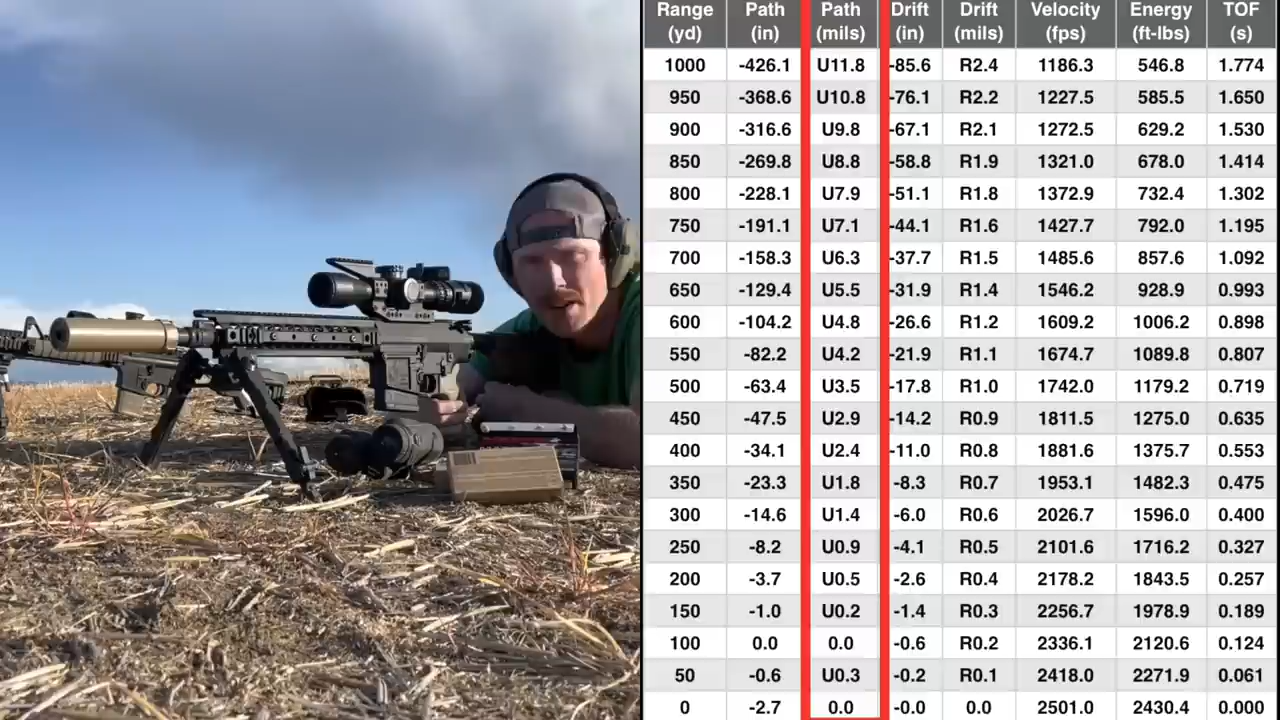 Range (yd) Path (in) Path (mils) Drift (in) Drift (mils) Velocity (fps) Energy (ft-lbs) TOF (s)
1000 -426.1 U11.8 -85.6 R2.4 1186.3 546.8 1.774
950 -368.6 U10.8 -76.1 R2.2 1227.5 585.5 1.650
900 -316.6 U9.8 -67.1 R2.1 1272.5 629.2 1.530
850 -269.8 U8.8 -58.8 R1.9 1321.0 678.0 1.414
800 -228.1 U7.9 -51.1 R1.8 1372.9 732.4 1.302
750 -191.1 U7.1 -44.1 R1.6 1427.7 792.0 1.195
700 -158.3 U6.3 -37.7 R1.5 1485.6 857.6 1.092
650 -129.4 U5.5 -31.9 R1.4 1546.2 928.9 0.993
600 -104.2 U4.8 -26.6 R1.2 1609.2 1006.2 0.898
550 -82.2 U4.2 -21.9 R1.1 1674.7 1089.8 0.807
500 -63.4 U3.5 -17.8 R1.0 1742.0 1179.2 0.719
450 -47.5 U2.9 -14.2 R0.9 1811.5 1275.0 0.635
400 -34.1 U2.4 -11.0 R0.8 1881.6 1375.7 0.553
350 -23.3 U1.8 -8.3 R0.7 1953.1 1482.3 0.475
300 -14.6 U1.4 -6.0 R0.6 2026.7 1596.0 0.400
250 -8.2 U0.9 -4.1 R0.5 2101.6 1716.2 0.327
200 -3.7 U0.5 -2.6 R0.4 2178.2 1843.5 0.257
150 -1.0 U0.2 -1.4 R0.3 2256.7 1978.9 0.189
100 0.0 0.0 -0.6 R0.2 2336.1 2120.6 0.124
50 -0.6 U0.3 -0.2 R0.1 2418.0 2271.9 0.061
0 -2.7 0.0 -0.0 0.0 2501.0 2430.4 0.000